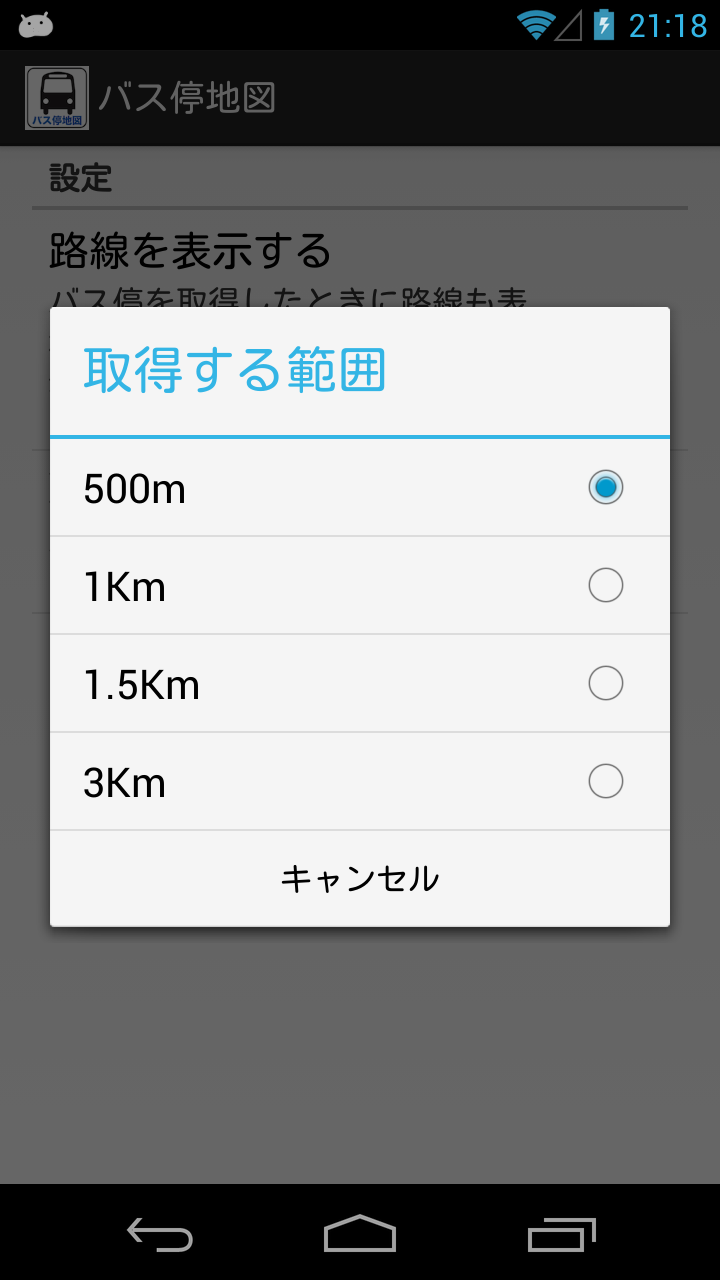 21:18
バス停地図
バス停地図
設定
路線を表示する
バス停を取得したときに路線も表
取得する範囲
500m
1Km
1.5Km
3Km
キャンセル